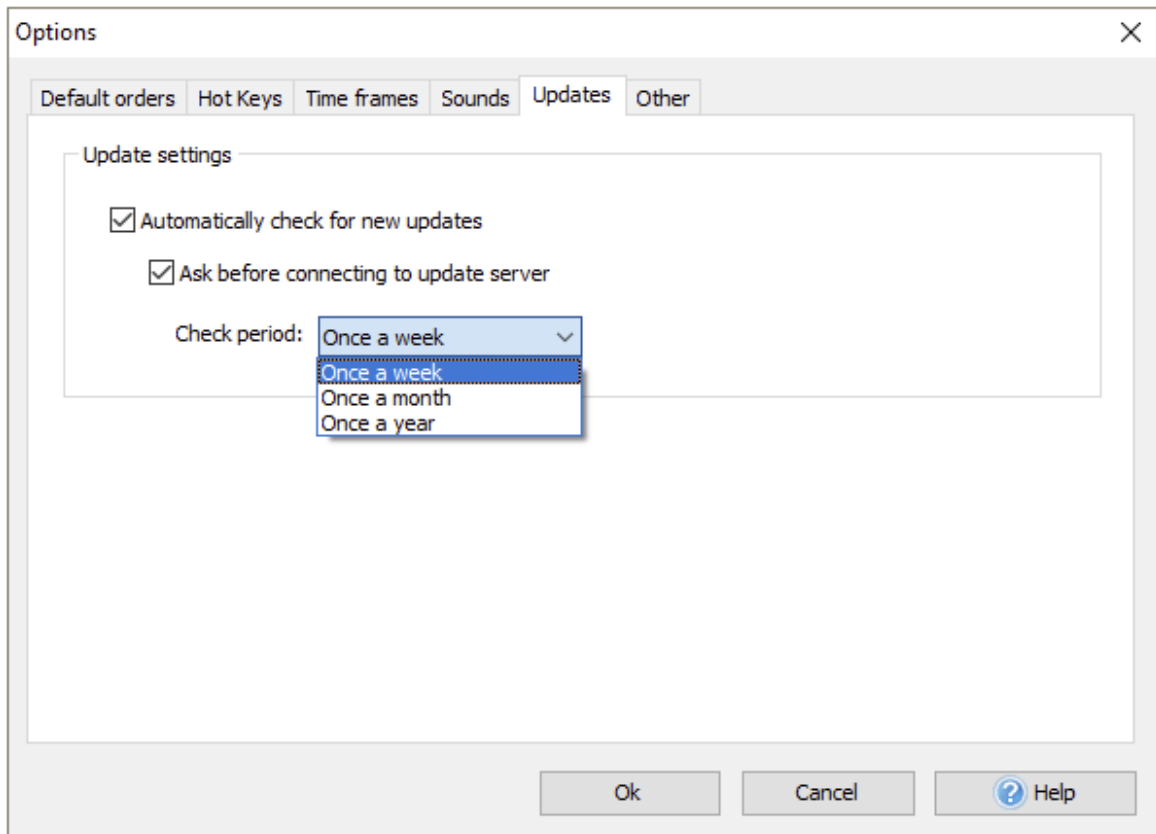 Options
Default orders Hot Keys Time frames Sounds Updates Other
Update settings
Automatically check for new updates
Ask before connecting to update server
Check period: Once a week
Once a week
Once a month
Once a year
Ok Cancel Help